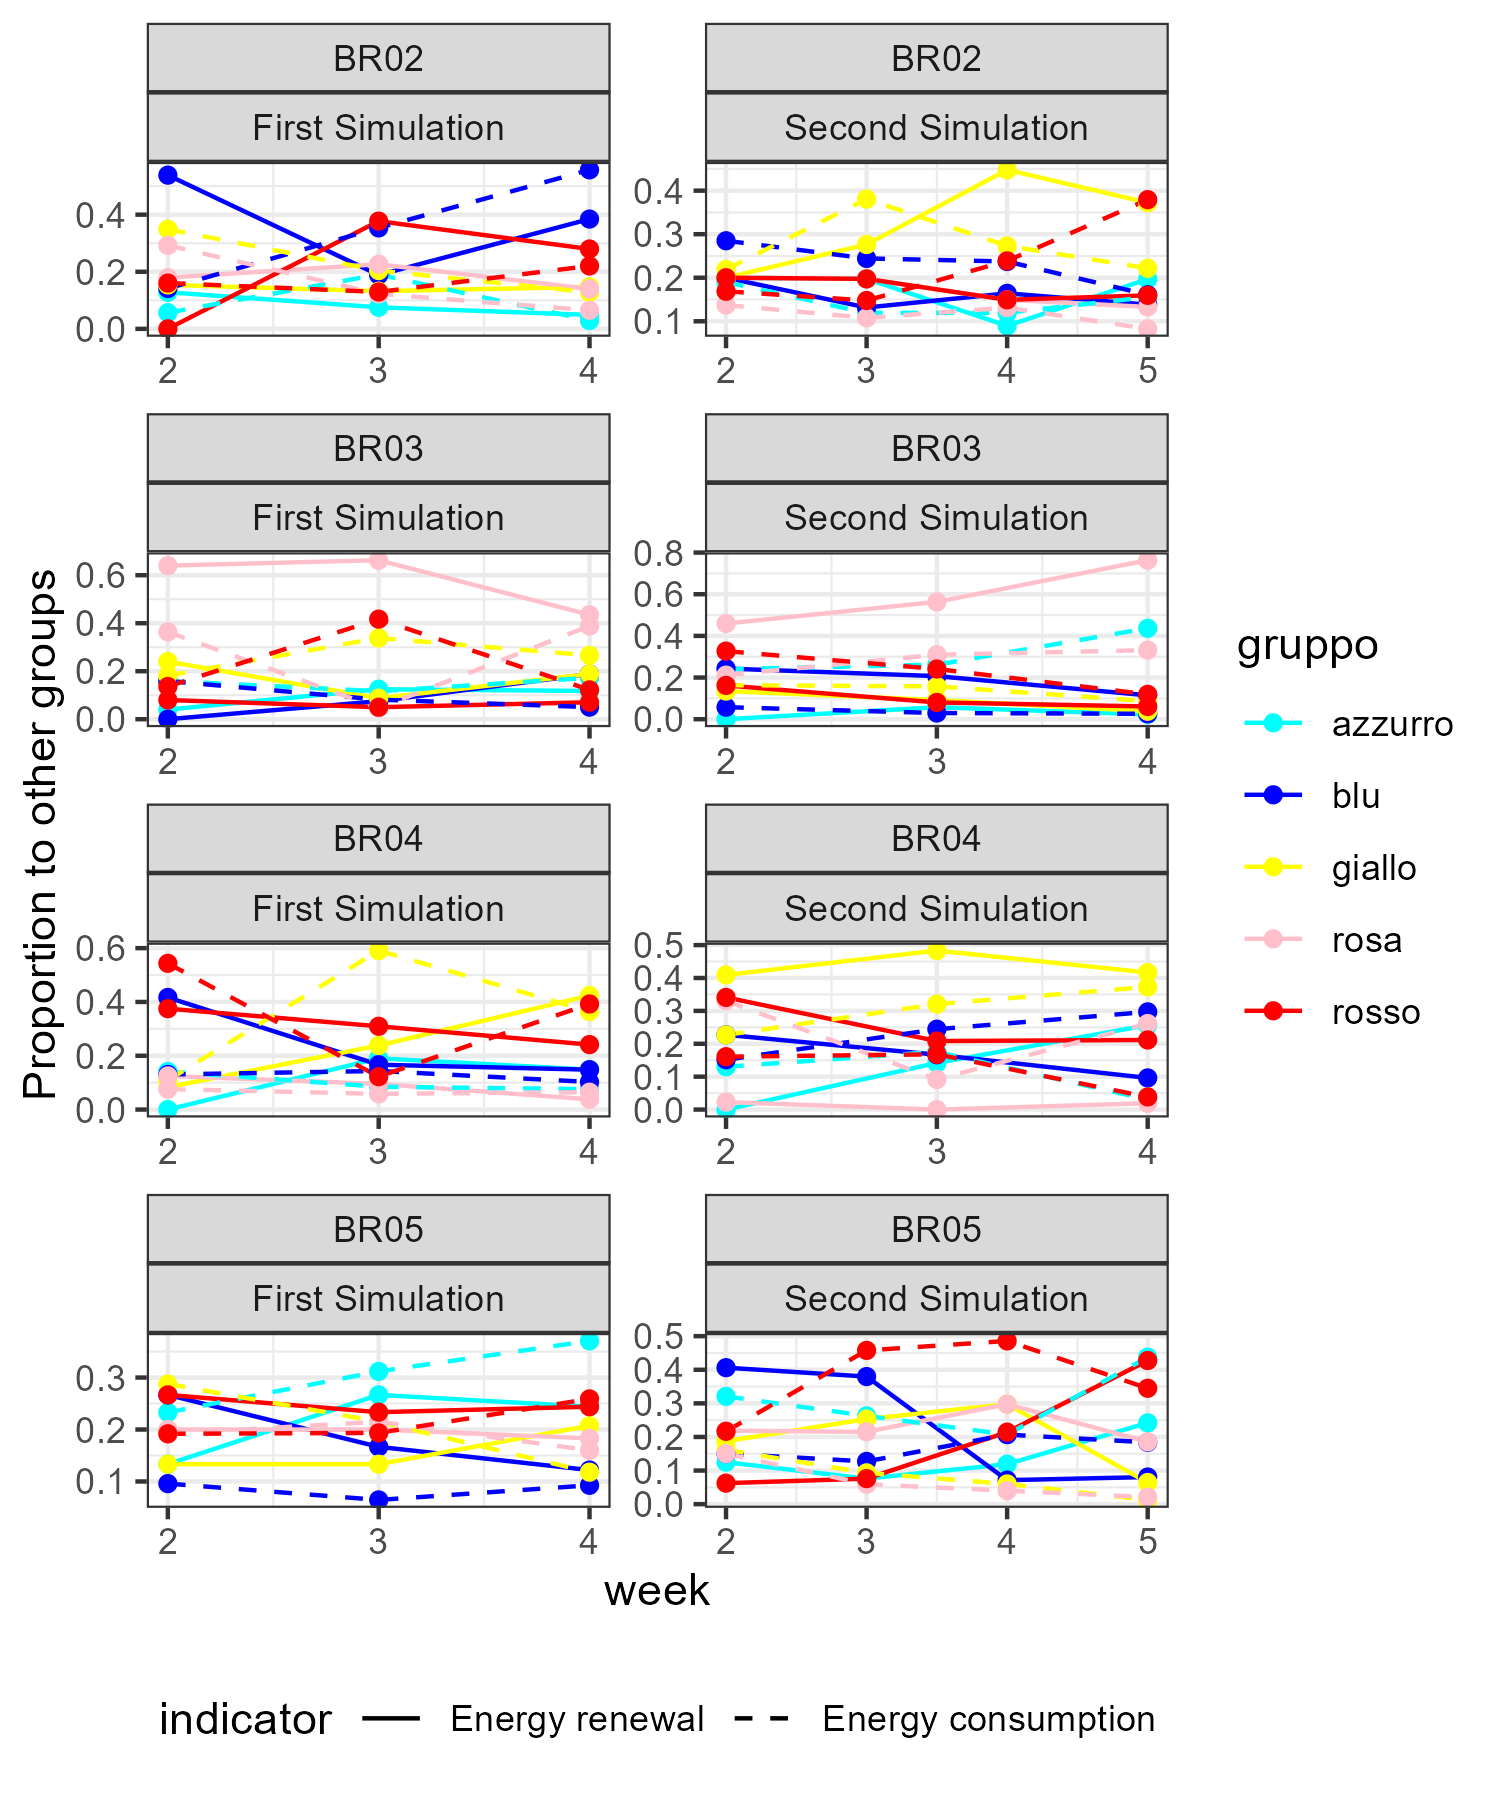 BR02
BR02
First Simulation
Second Simulation
0.4
0.2
0.0
2 3 4
0.4
0.3
0.2
0.1
2 3 4 5
BR03
BR03
First Simulation
Second Simulation
0.6
0.4
0.2
0.0
2 3 4
0.8
0.6
0.4
0.2
0.0
2 3 4
BR04
BR04
First Simulation
Second Simulation
0.6
0.4
0.2
0.0
2 3 4
0.5
0.4
0.3
0.2
0.1
0.0
2 3 4
BR05
BR05
First Simulation
Second Simulation
0.3
0.2
0.1
2 3 4
0.5
0.4
0.3
0.2
0.1
0.0
2 3 4 5
Proportion to other groups
week
gruppo
azzurro
blu
giallo
rosa
rosso
indicator Energy renewal Energy consumption